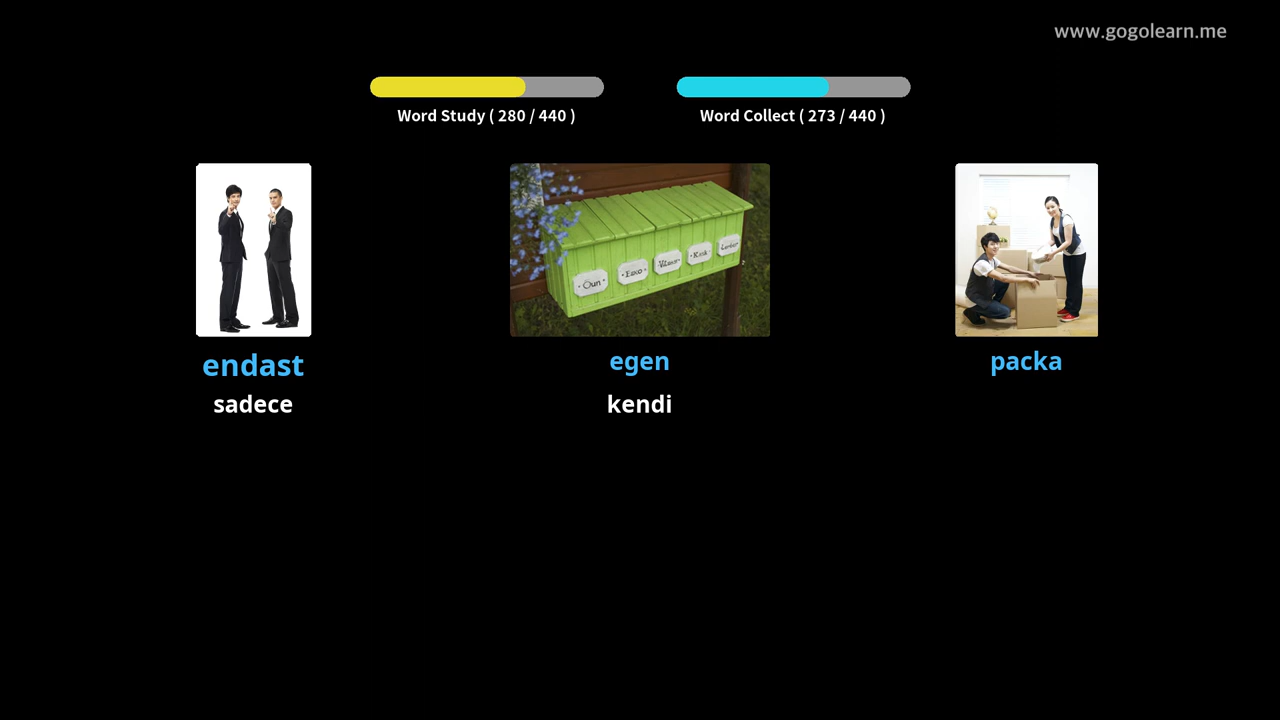 www.gogolearn.me
Word Study ( 280 / 440 )
Word Collect ( 273 / 440 )
endast
egen
packa
sadece
kendi